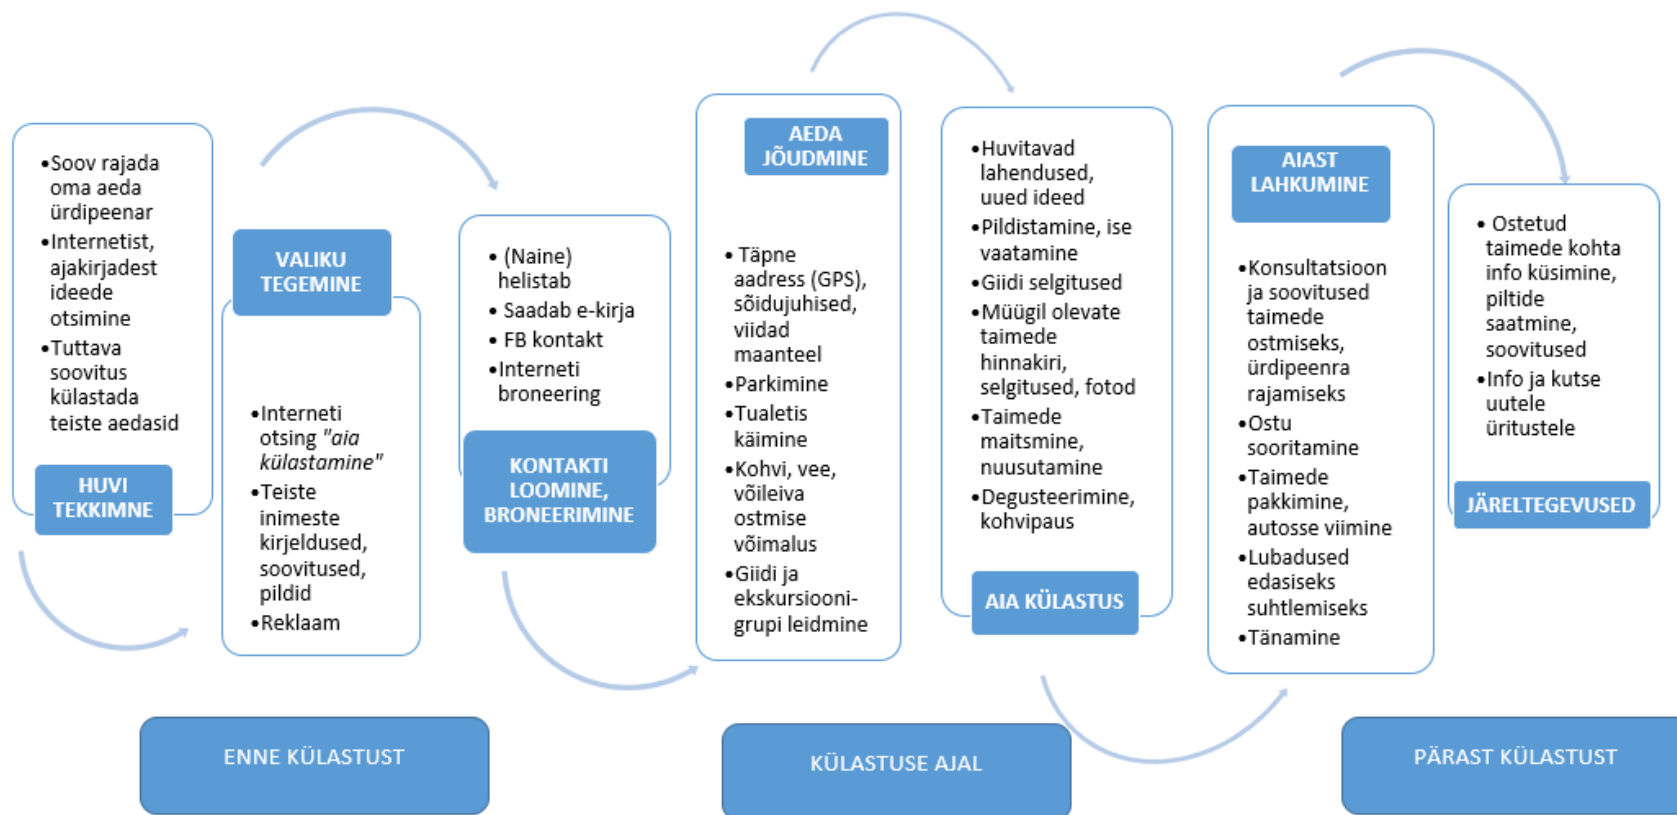 •Soov rajada
oma aeda
ürdipeenar
•Internetist,
ajakirjadest
ideede
otsimine
•Tuttava
soovitus
külastada
teiste aedasid
HUVI
TEKKIMNE
VALIKU
TEGEMINE
•Interneti
otsing "aia
külastamine"
•Teiste
inimeste
kirjeldused,
soovitused,
pildid
•Reklaam
• (Naine)
helistab
• Saadab e-kirja
• FB kontakt
•Interneti
broneering
KONTAKTI
LOOMINE,
BRONEERIMINE
AEDA
JÕUDMINE
• Täpne
aadress (GPS),
sõidujuhised,
viidad
maanteel
•Parkimine
•Tualetis
käimine
•Kohvi, vee,
võileiva
ostmise
võimalus
•Giidi ja
ekskursiooni-
grupi leidmine
•Huvitavad
lahendused,
uued ideed
•Pildistamine, ise
vaatamine
•Giidi selgitused
•Müügil olevate
taimede
hinnakiri,
selgitused, fotod
•Taimede
maitsmine,
nuusutamine
•Degusteerimine,
kohvipaus
AIA KÜLASTUS
AIAST
LAHKUMINE
•Konsultatsioon
ja soovitused
taimede
ostmiseks,
ürdipeenra
rajamiseks
•Ostu
sooritamine
•Taimede
pakkimine,
autosse viimine
•Lubadused
edasiseks
suhtlemiseks
•Tänamine
• Ostetud
taimede kohta
info küsimine,
piltide
saatmine,
soovitused
•Info ja kutse
uutele
üritustele
JÄRELTEGEVUSED
ENNE KÜLASTUST
KÜLASTUSE AJAL
PÄRAST KÜLASTUST